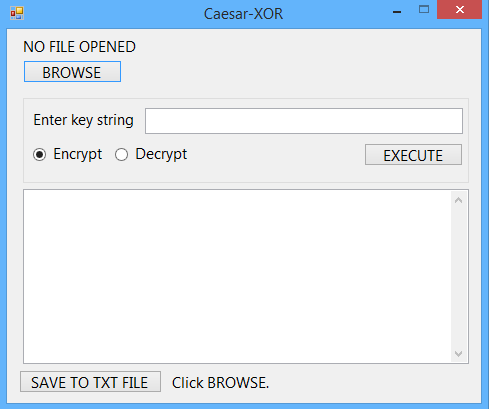 Caesar-XOR
NO FILE OPENED
BROWSE
Enter key string
Encrypt Decrypt EXECUTE
SAVE TO TXT FILE Click BROWSE.